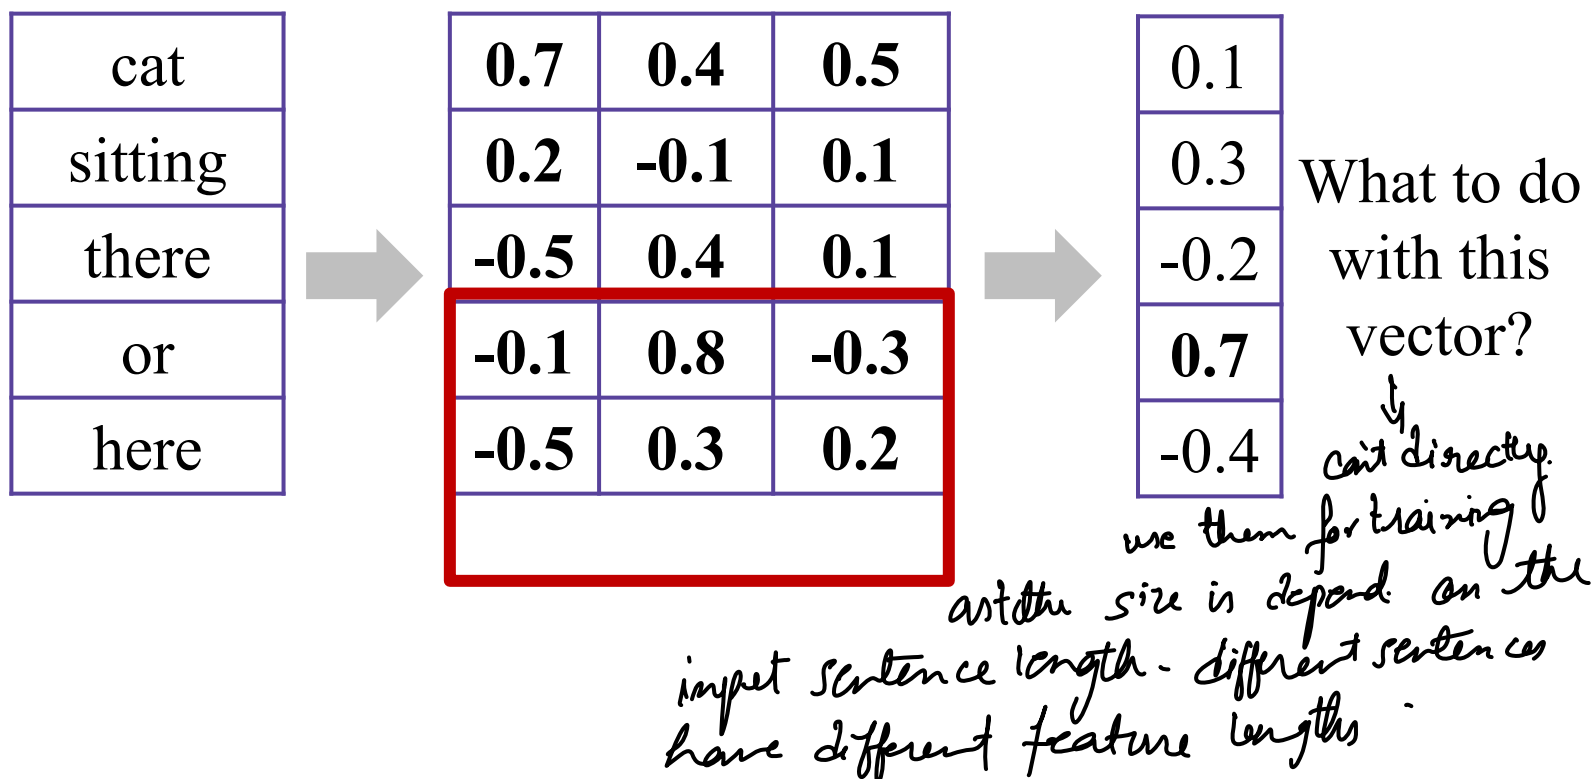 cat 0.7 0.4 0.5 0.1
sitting 0.2 -0.1 0.1 0.3
there -0.5 0.4 0.1 -0.2
or -0.1 0.8 -0.3 0.7
here -0.5 0.3 0.2 -0.4
What to do
with this
vector?
can't directly.
use them for training
as the size is depend on the
input sentence length - different sentences
have different feature lengths